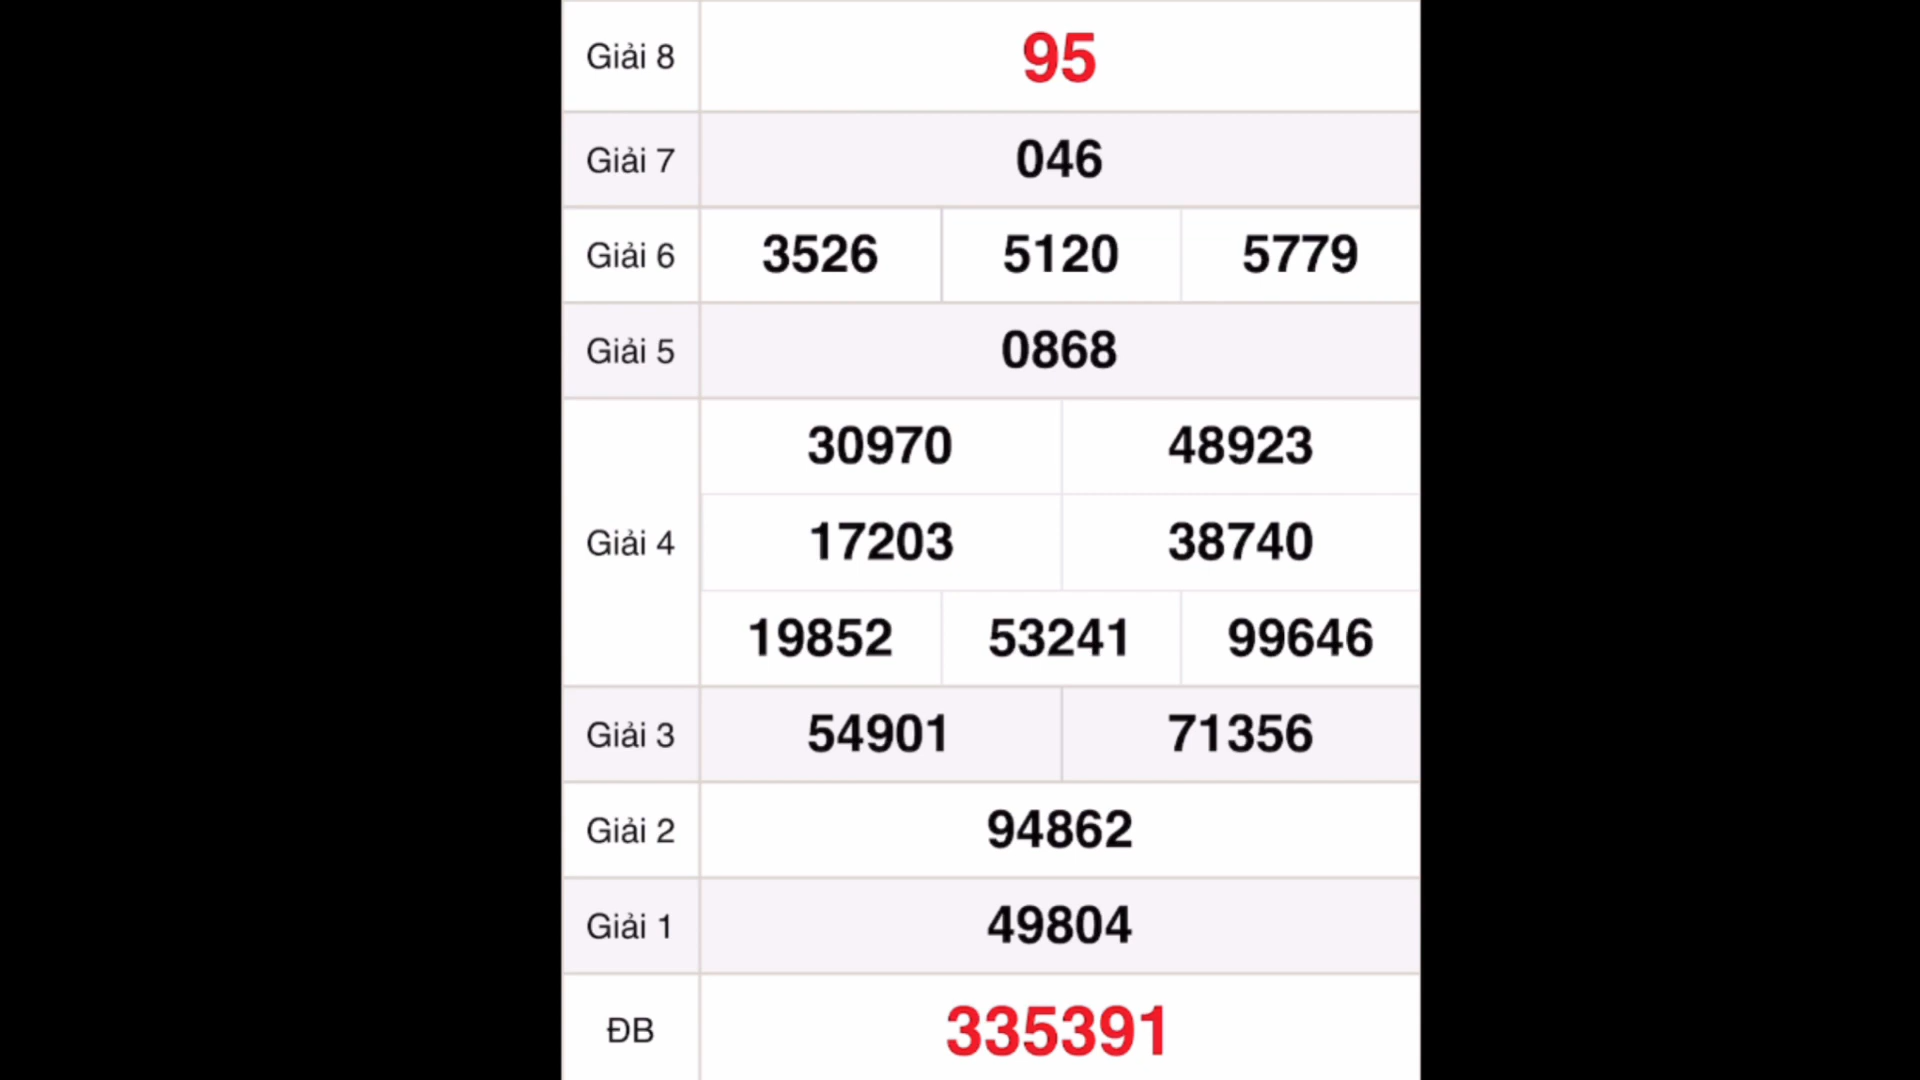 Giải 8 95
Giải 7 046
Giải 6 3526 5120 5779
Giải 5 0868
30970 48923
Giải 4 17203 38740
19852 53241 99646
Giải 3 54901 71356
Giải 2 94862
Giải 1 49804
ĐB 335391